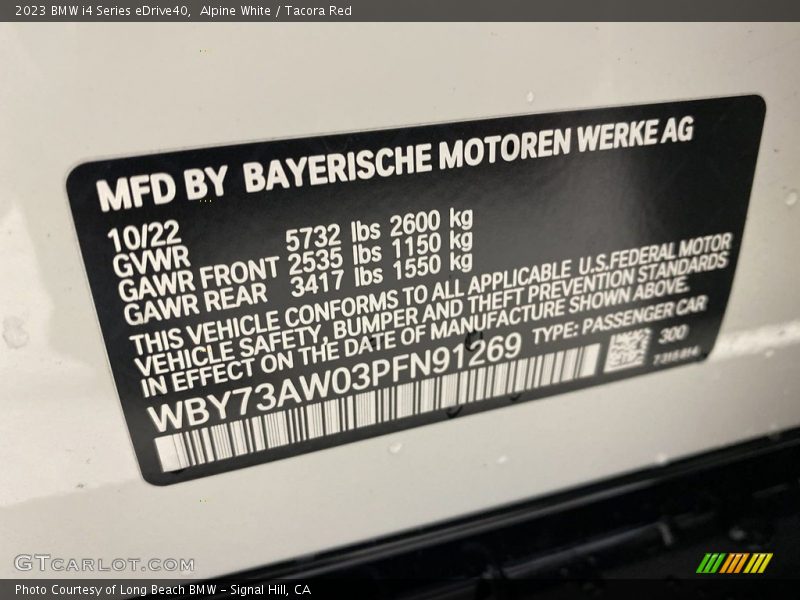 2023 BMW i4 Series eDrive40, Alpine White / Tacora Red
MFD BY BAYERISCHE MOTOREN WERKE AG
10/22
GVWR 5732 lbs 2600 kg
GAWR FRONT 2535 lbs 1150 kg
GAWR REAR 3417 lbs 1550 kg
THIS VEHICLE CONFORMS TO ALL APPLICABLE U.S.FEDERAL MOTOR
VEHICLE SAFETY, BUMPER AND THEFT PREVENTION STANDARDS
IN EFFECT ON THE DATE OF MANUFACTURE SHOWN ABOVE.
WBY73AW03PFN91269 TYPE: PASSENGER CAR
300
GTCARLOT.COM
Photo Courtesy of Long Beach BMW - Signal Hill, CA